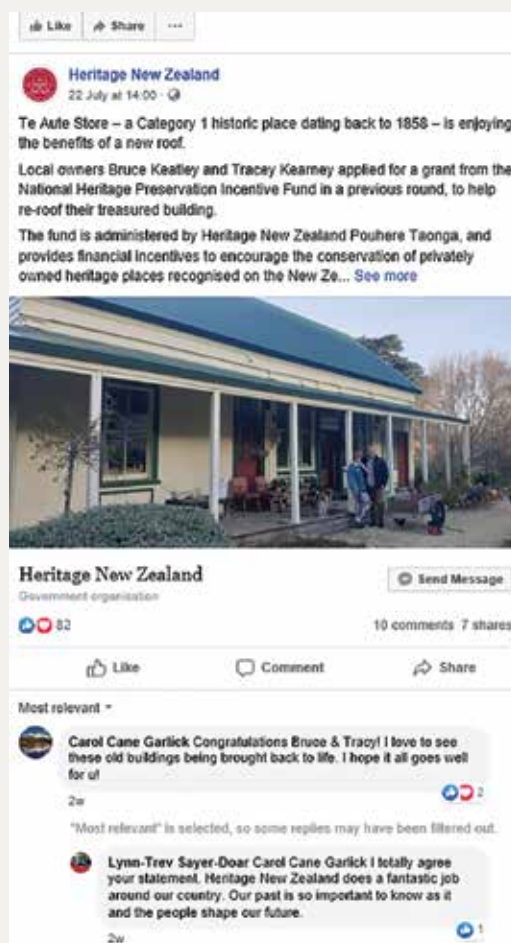 Like Share ...
Heritage New Zealand
22 July at 14:00 ·
Te Aute Store – a Category 1 historic place dating back to 1858 – is enjoying
the benefits of a new roof.
Local owners Bruce Keatley and Tracey Kearney applied for a grant from the
National Heritage Preservation Incentive Fund in a previous round, to help
re-roof their treasured building.
The fund is administered by Heritage New Zealand Pouhere Taonga, and
provides financial incentives to encourage the conservation of privately
owned heritage places recognised on the New Ze... See more
Heritage New Zealand
Send Message
Government organisation
82
10 comments 7 shares
Like Comment Share
Most relevant
Carol Cane Garlick Congratulations Bruce & Tracy! I love to see
these old buildings being brought back to life. I hope it all goes well
for u!
2
2w
"Most relevant" is selected, so some replies may have been filtered out.
Lynn-Trev Sayer-Doar Carol Cane Garlick I totally agree
your statement. Heritage New Zealand does a fantastic job
around our country. Our past is so important to know as it
and the people shape our future.
1
2w